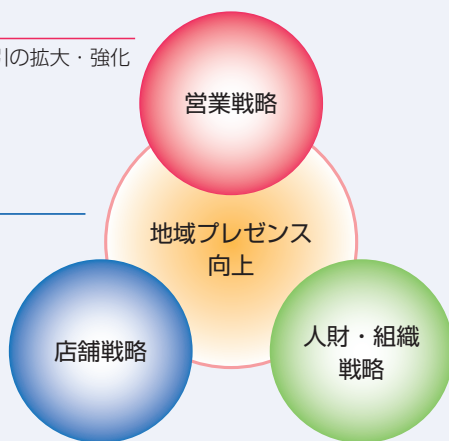 引の拡大・強化
営業戦略
地域プレゼンス
向上
店舗戦略
人財・組織
戦略